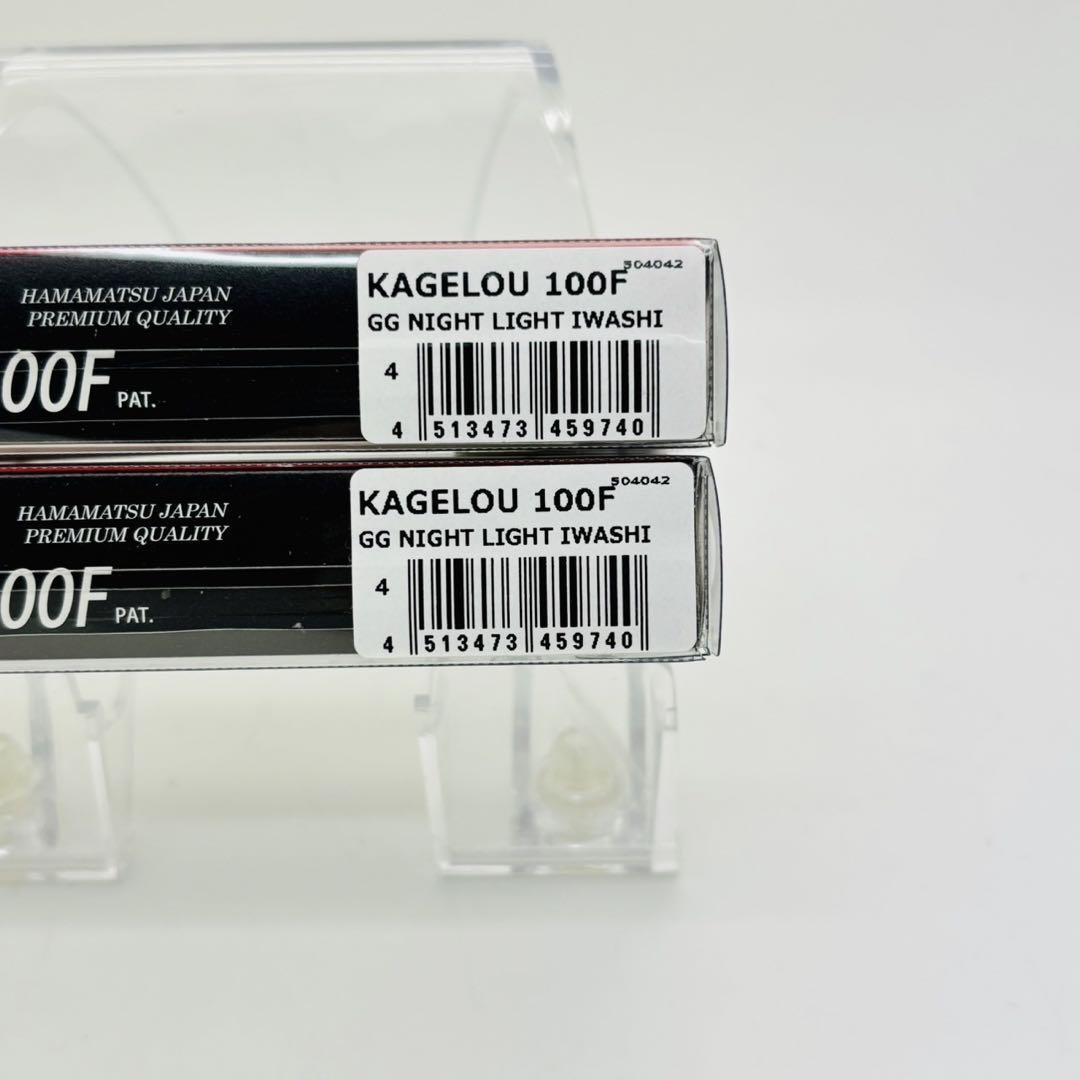 HAMAMATSU JAPAN
PREMIUM QUALITY
00F PAT.
504042
KAGELOU 100F
GG NIGHT LIGHT IWASHI
4
4 513473 459740
HAMAMATSU JAPAN
PREMIUM QUALITY
00F PAT.
504042
KAGELOU 100F
GG NIGHT LIGHT IWASHI
4
4 513473 459740